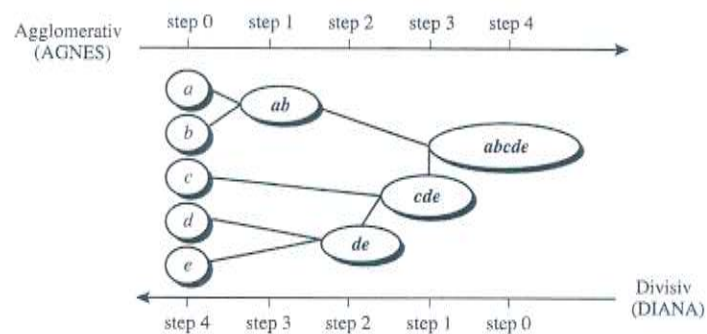 step 0 step 1 step 2 step 3 step 4
Agglomerativ
(AGNES)
a
ab
b
abcde
c
cde
d
de
e
Divisiv
(DIANA)
step 4 step 3 step 2 step 1 step 0